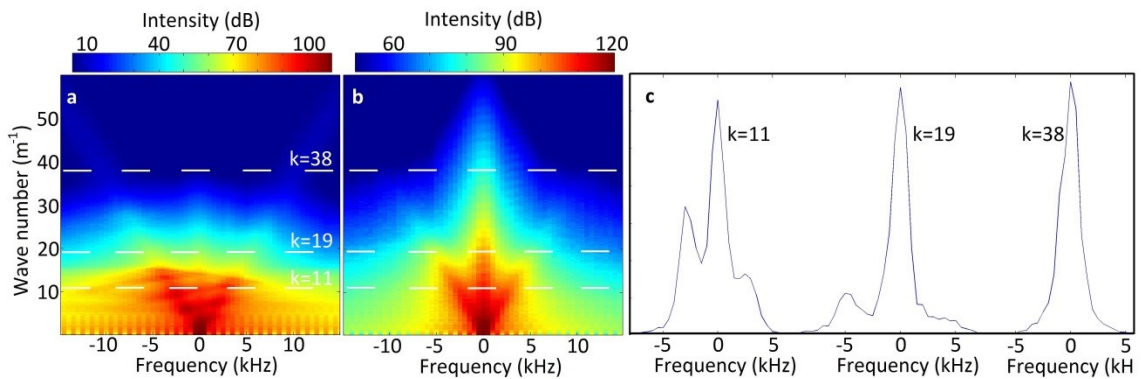 Intensity (dB)
10 40 70 100
Intensity (dB)
60 90 120
Wave number (m⁻¹)
50
40
30
20
10
a
k=38
k=19
k=11
-10 -5 0 5 10
Frequency (kHz)
b
-10 -5 0 5 10
Frequency (kHz)
c
k=11
k=19
k=38
-5 0 5
-5 0 5
-5 0 5
Frequency (kHz)
Frequency (kHz)
Frequency (kH